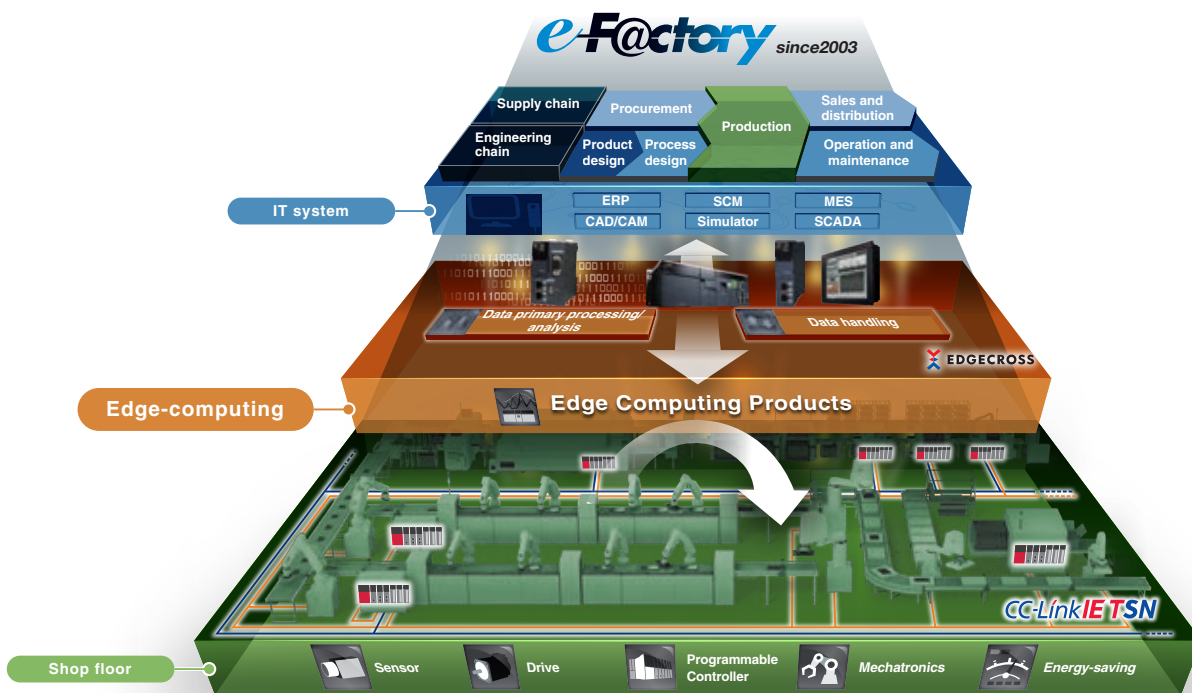 e-F@ctory since2003
Supply chain
Procurement
Production
Sales and
distribution
Engineering
chain
Product
design
Process
design
Operation and
maintenance
IT system
ERP
SCM
MES
CAD/CAM
Simulator
SCADA
Data primary processing/
analysis
Data handling
EDGECROSS
Edge-computing
Edge Computing Products
CC-Link IE TSN
Shop floor
Sensor
Drive
Programmable
Controller
Mechatronics
Energy-saving